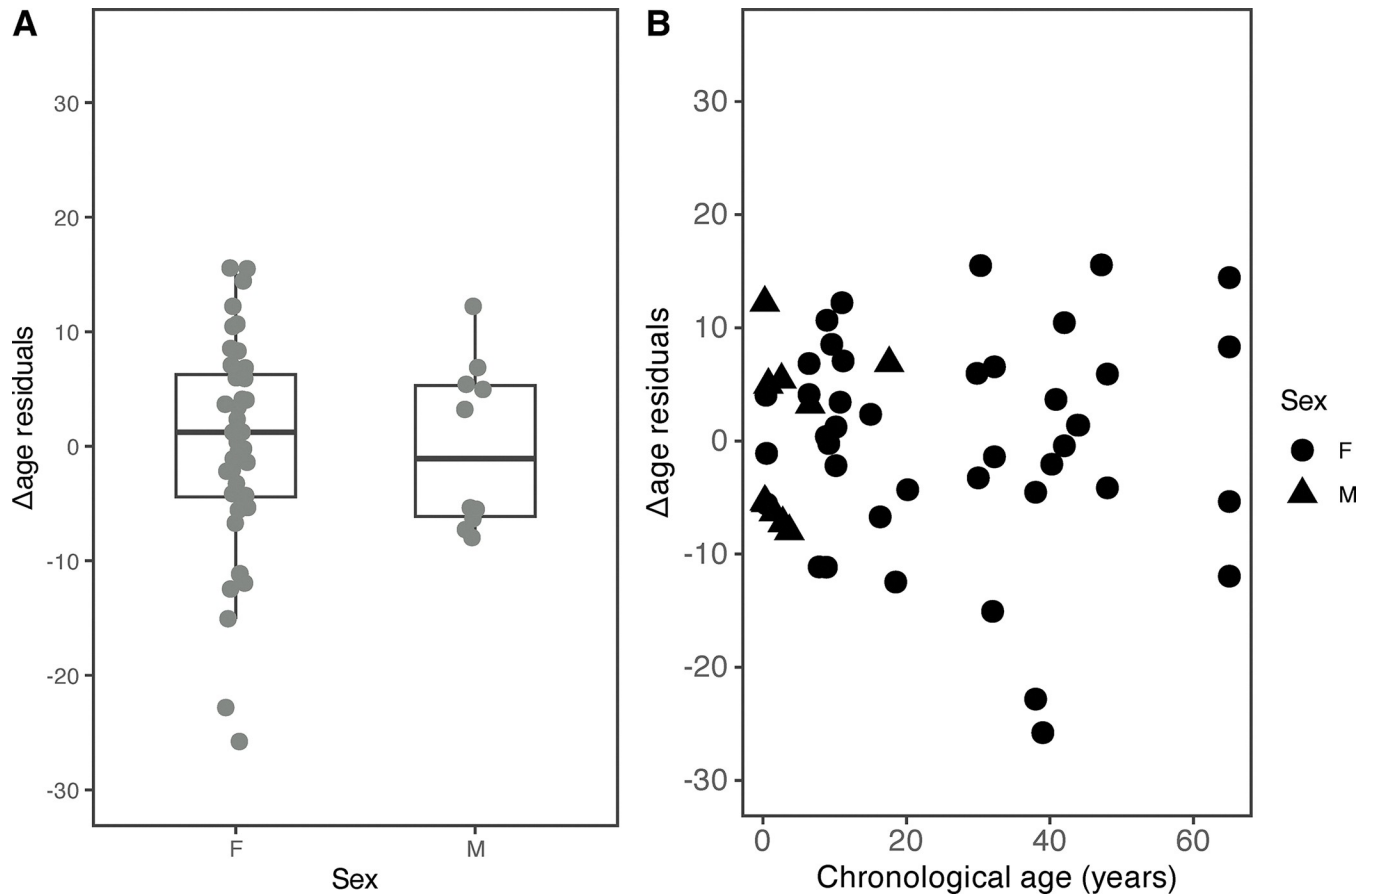 A
Δage residuals
30
20
10
0
-10
-20
-30
F
M
Sex
B
Δage residuals
30
20
10
0
-10
-20
-30
0
20
40
60
Chronological age (years)
Sex
F
M